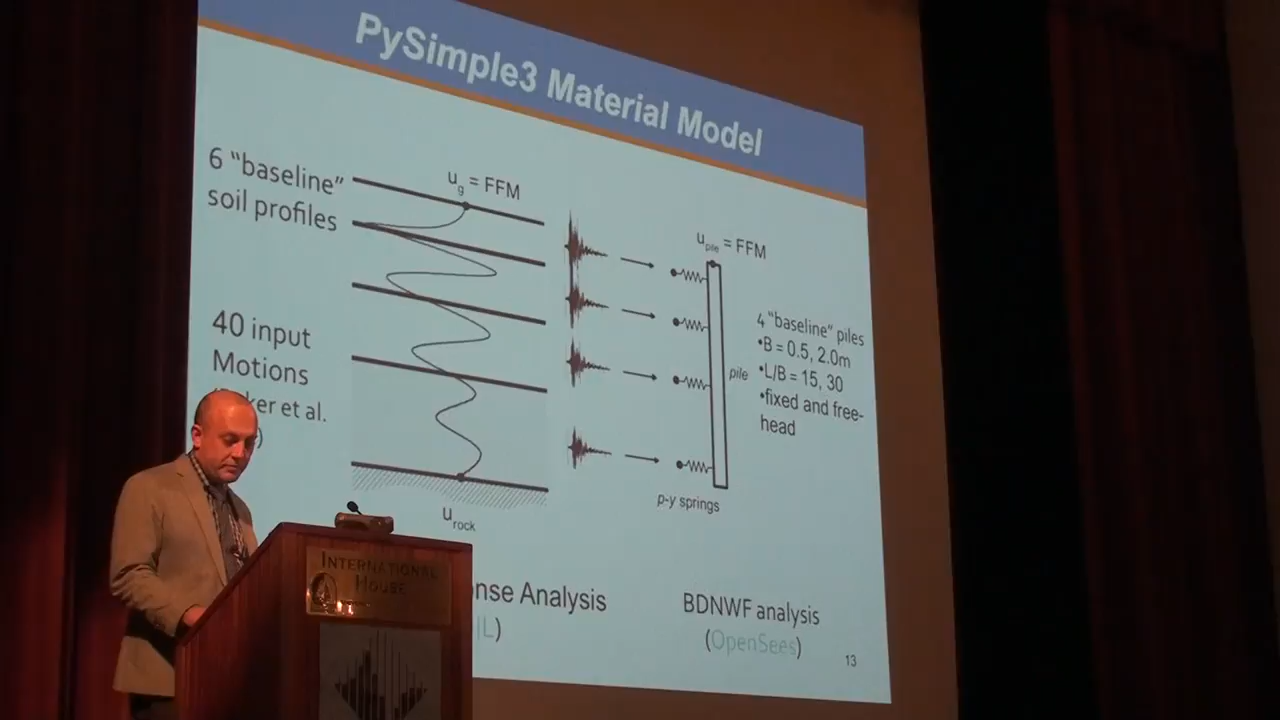 PySimple3 Material Model
6 "baseline"
soil profiles
ug = FFM
upile = FFM
40 input
Motions
ker et al.
)
4 "baseline" piles
•B = 0.5, 2.0m
•L/B = 15, 30
•fixed and free-
head
pile
p-y springs
urock
nse Analysis
L)
BDNWF analysis
(OpenSees)
13
INTERNATIONAL
HOUSE